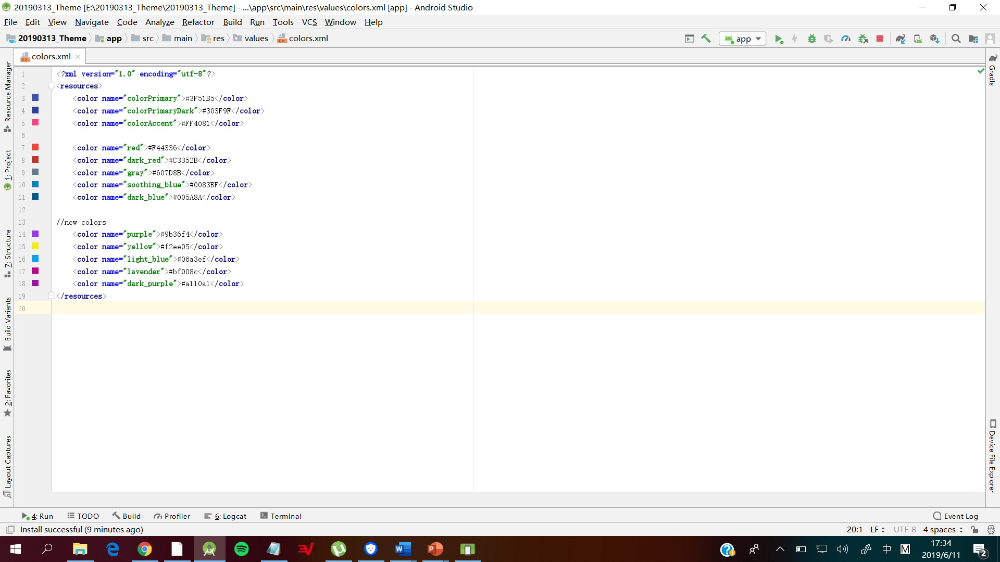 20190313_Theme [E:\20190313_Theme\20190313_Theme] - ...\app\src\main\res\values\colors.xml [app] - Android Studio
File Edit View Navigate Code Analyze Refactor Build Run Tools VCS Window Help
20190313_Theme app src main res values colors.xml
app
colors.xml
Resource Manager
1: Project
7: Structure
Build Variants
2: Favorites
Layout Captures
1 <?xml version="1.0" encoding="utf-8"?>
2 <resources>
3 <color name="colorPrimary">#3F51B5</color>
4 <color name="colorPrimaryDark">#303F9F</color>
5 <color name="colorAccent">#FF4081</color>
6
7 <color name="red">#F44336</color>
8 <color name="dark_red">#C3352B</color>
9 <color name="gray">#607D8B</color>
10 <color name="soothing_blue">#0083BF</color>
11 <color name="dark_blue">#005A8A</color>
12
13 //new colors
14 <color name="purple">#9b36f4</color>
15 <color name="yellow">#f2ee05</color>
16 <color name="light_blue">#06a3ef</color>
17 <color name="lavender">#bf008c</color>
18 <color name="dark_purple">#a110a1</color>
19 </resources>
20
Gradle
Device File Explorer
4: Run TODO Build Profiler 6: Logcat Terminal Event Log
Install successful (9 minutes ago) 20:1 LF UTF-8 4 spaces
中 M 17:34
2019/6/11
2